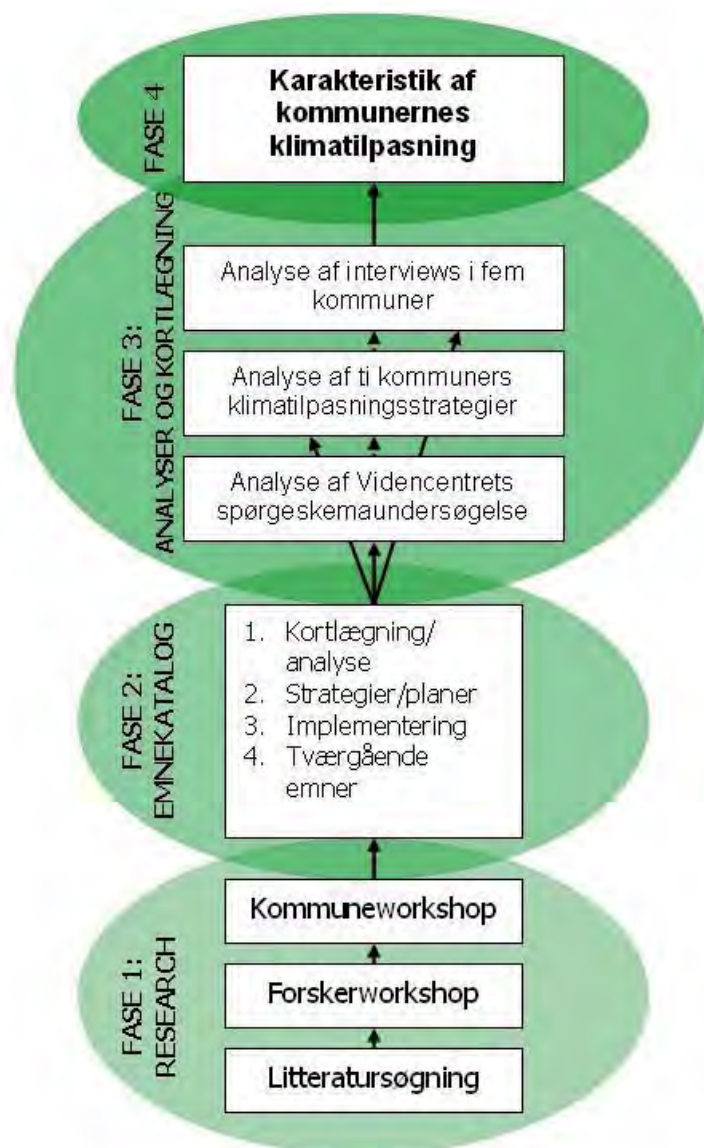 FASE 4
Karakteristik af
kommunernes
klimatilpasning
FASE 3:
ANALYSER OG KORTLÆGNING
Analyse af interviews i fem
kommuner
Analyse af ti kommuners
klimatilpasningsstrategier
Analyse af Videncentrets
spørgeskemaundersøgelse
FASE 2:
EMNEKATALOG
1. Kortlægning/
analyse
2. Strategier/planer
3. Implementering
4. Tværgående
emner
FASE 1:
RESEARCH
Kommuneworkshop
Forskerworkshop
Litteratursøgning